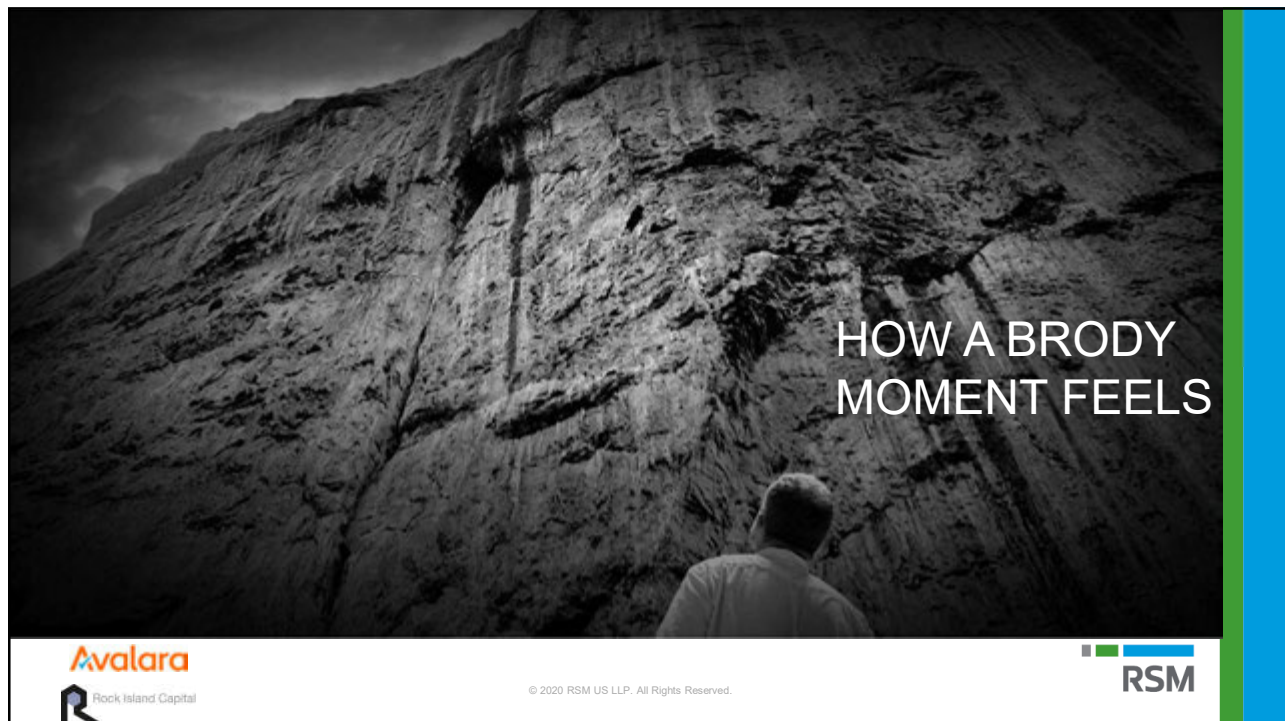 HOW A BRODY
MOMENT FEELS
Avalara
Rock Island Capital
© 2020 RSM US LLP. All Rights Reserved.
RSM